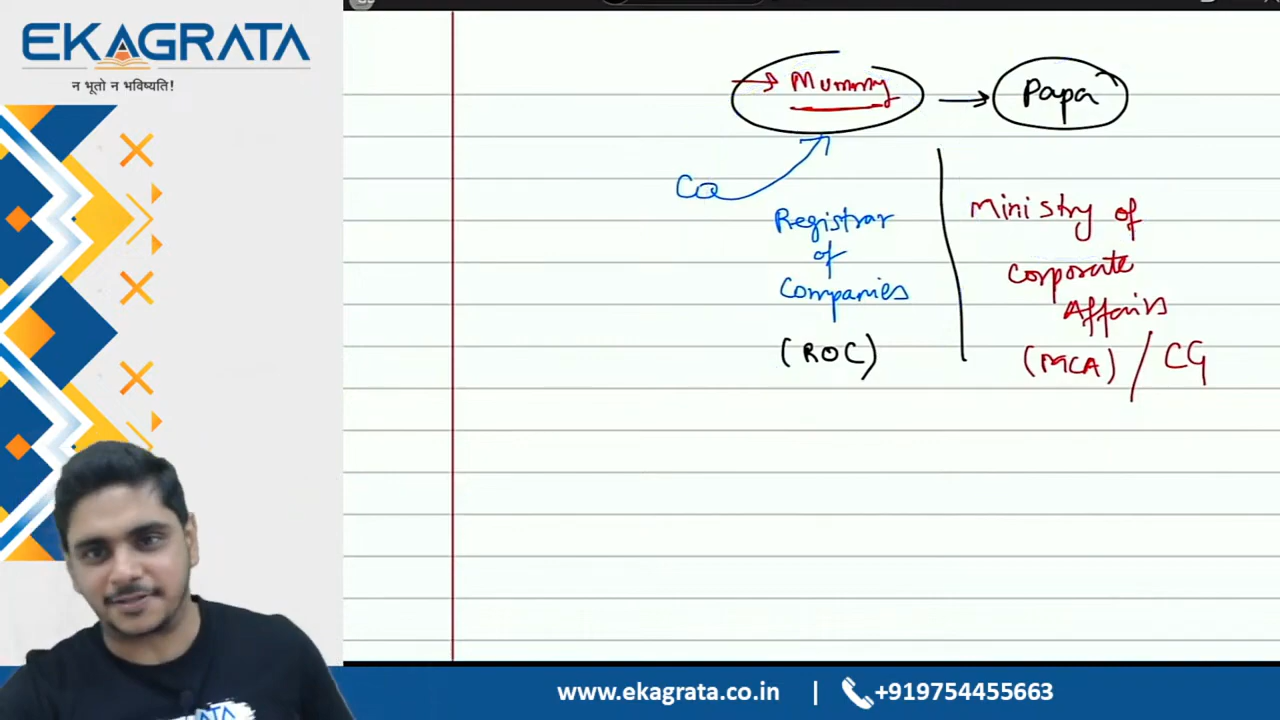 EKAGRATA
न भूतो न भविष्यति!
Mummy
Papa
Co
Registrar
of
Companies
(ROC)
Ministry of
Corporate
Affairs
(MCA) / CG
www.ekagrata.co.in | +919754455663